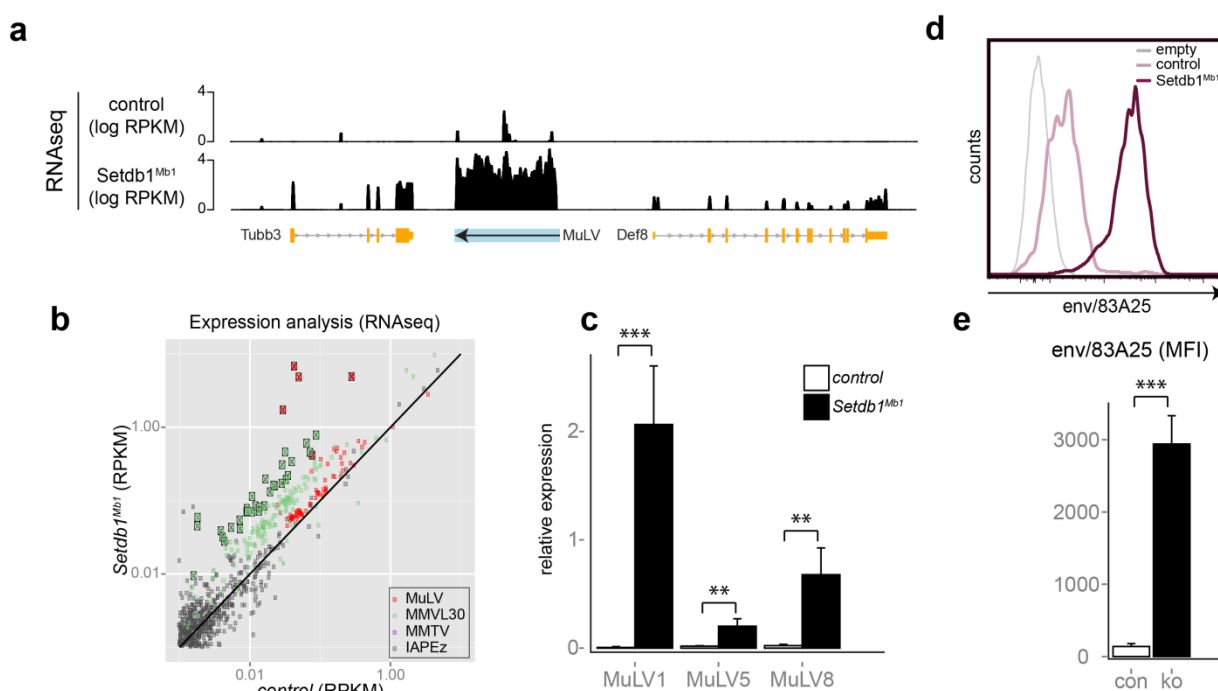 a
RNAseq
control
(log RPKM)
4
0
Setdb1Mb1
(log RPKM)
4
0
Tubb3
MuLV
Def8
b
Expression analysis (RNAseq)
Setdb1Mb1 (RPKM)
1.00
0.01
MuLV
MMVL30
MMTV
IAPEz
0.01
1.00
control (RPKM)
c
relative expression
2
1
0
***
**
**
control
Setdb1Mb1
MuLV1
MuLV5
MuLV8
d
counts
empty
control
Setdb1Mb1
env/83A25
e
env/83A25 (MFI)
***
3000
2000
1000
0
con
ko